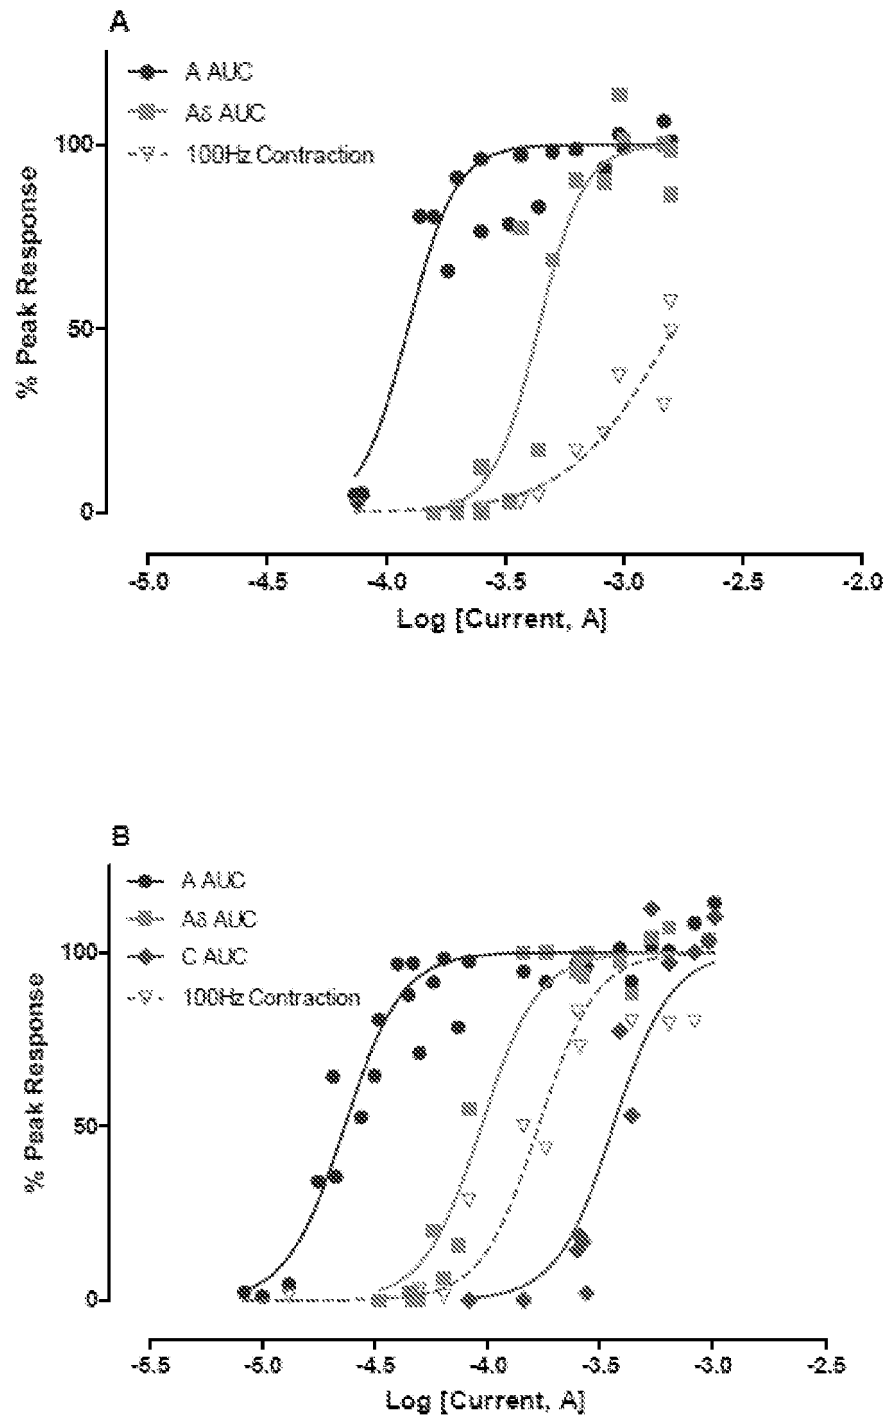 A
A AUC
Aδ AUC
100Hz Contraction
100
50
0
% Peak Response
-5.0 -4.5 -4.0 -3.5 -3.0 -2.5 -2.0
Log [Current, A]
B
A AUC
Aδ AUC
C AUC
100Hz Contraction
100
50
0
% Peak Response
-5.5 -5.0 -4.5 -4.0 -3.5 -3.0 -2.5
Log [Current, A]